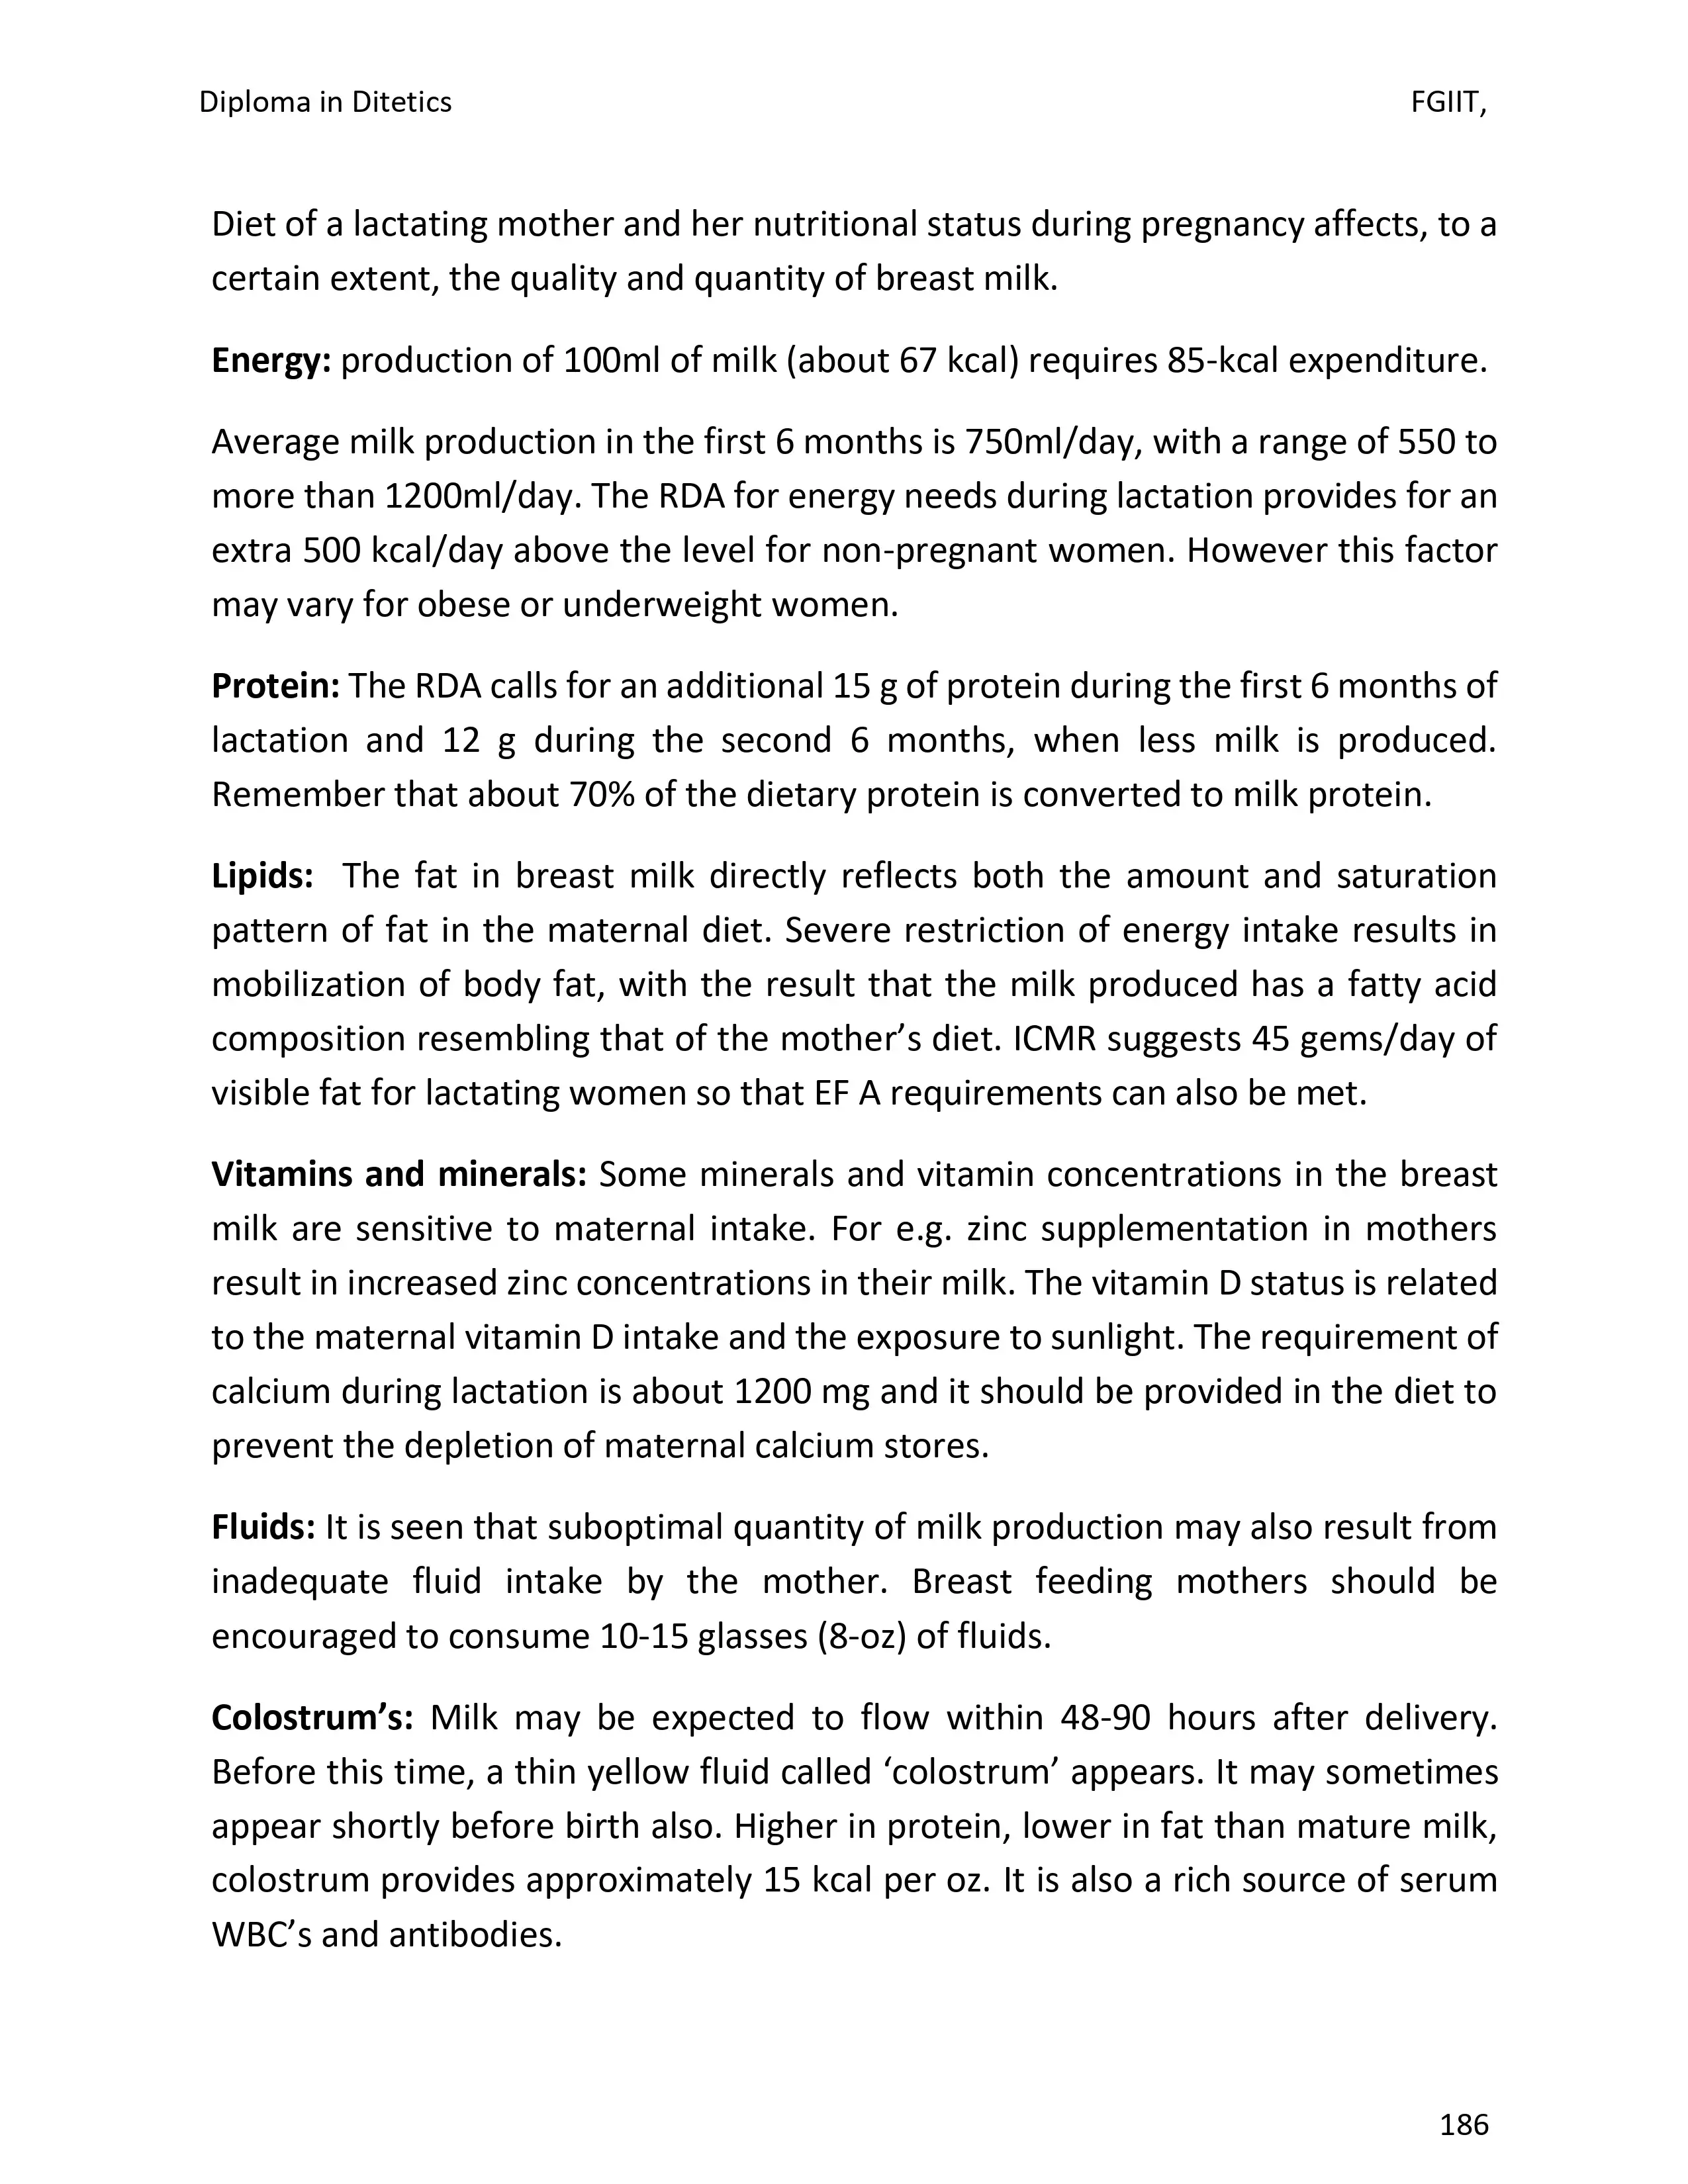 Diploma in Ditetics FGIIT,
Diet of a lactating mother and her nutritional status during pregnancy affects, to a
certain extent, the quality and quantity of breast milk.
Energy: production of 100ml of milk (about 67 kcal) requires 85-kcal expenditure.
Average milk production in the first 6 months is 750ml/day, with a range of 550 to
more than 1200ml/day. The RDA for energy needs during lactation provides for an
extra 500 kcal/day above the level for non-pregnant women. However this factor
may vary for obese or underweight women.
Protein: The RDA calls for an additional 15 g of protein during the first 6 months of
lactation and 12 g during the second 6 months, when less milk is produced.
Remember that about 70% of the dietary protein is converted to milk protein.
Lipids: The fat in breast milk directly reflects both the amount and saturation
pattern of fat in the maternal diet. Severe restriction of energy intake results in
mobilization of body fat, with the result that the milk produced has a fatty acid
composition resembling that of the mother’s diet. ICMR suggests 45 gems/day of
visible fat for lactating women so that EF A requirements can also be met.
Vitamins and minerals: Some minerals and vitamin concentrations in the breast
milk are sensitive to maternal intake. For e.g. zinc supplementation in mothers
result in increased zinc concentrations in their milk. The vitamin D status is related
to the maternal vitamin D intake and the exposure to sunlight. The requirement of
calcium during lactation is about 1200 mg and it should be provided in the diet to
prevent the depletion of maternal calcium stores.
Fluids: It is seen that suboptimal quantity of milk production may also result from
inadequate fluid intake by the mother. Breast feeding mothers should be
encouraged to consume 10-15 glasses (8-oz) of fluids.
Colostrum’s: Milk may be expected to flow within 48-90 hours after delivery.
Before this time, a thin yellow fluid called ‘colostrum’ appears. It may sometimes
appear shortly before birth also. Higher in protein, lower in fat than mature milk,
colostrum provides approximately 15 kcal per oz. It is also a rich source of serum
WBC’s and antibodies.
186